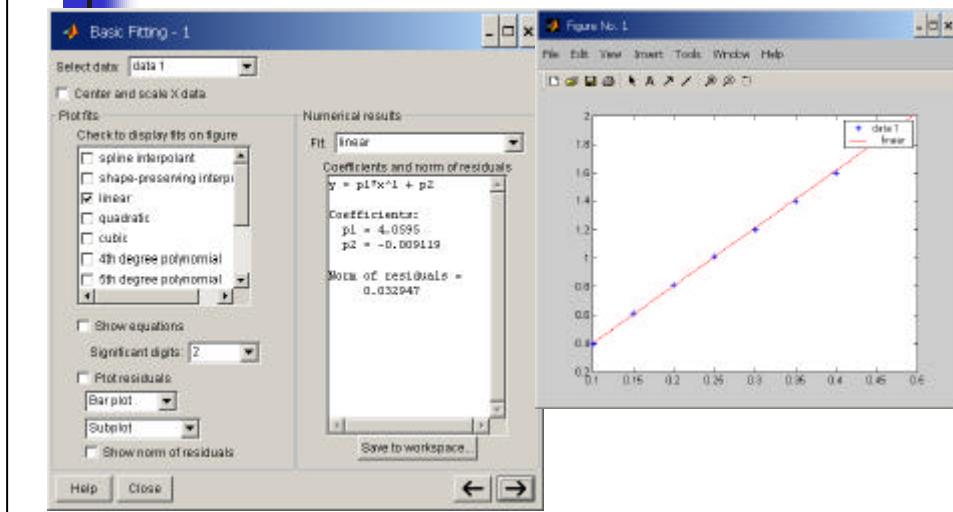 Basic Fitting - 1
Select data: data 1
Center and scale X data
Plot fits
Check to display fits on figure
spline interpolant
shape-preserving interp
linear
quadratic
cubic
4th degree polynomial
5th degree polynomial
Show equations
Significant digits: 2
Plot residuals
Bar plot
Subplot
Show norm of residuals
Help
Close
Numerical results
Fit: linear
Coefficients and norm of residuals
y = p1*x^1 + p2
Coefficients:
p1 = 4.0595
p2 = -0.009119
Norm of residuals =
0.032947
Save to workspace...
Figure No. 1
File Edit View Insert Tools Window Help
A
data 1
linear
2
1.8
1.6
1.4
1.2
1
0.8
0.6
0.4
0.2
0.1 0.15 0.2 0.25 0.3 0.35 0.4 0.45 0.5